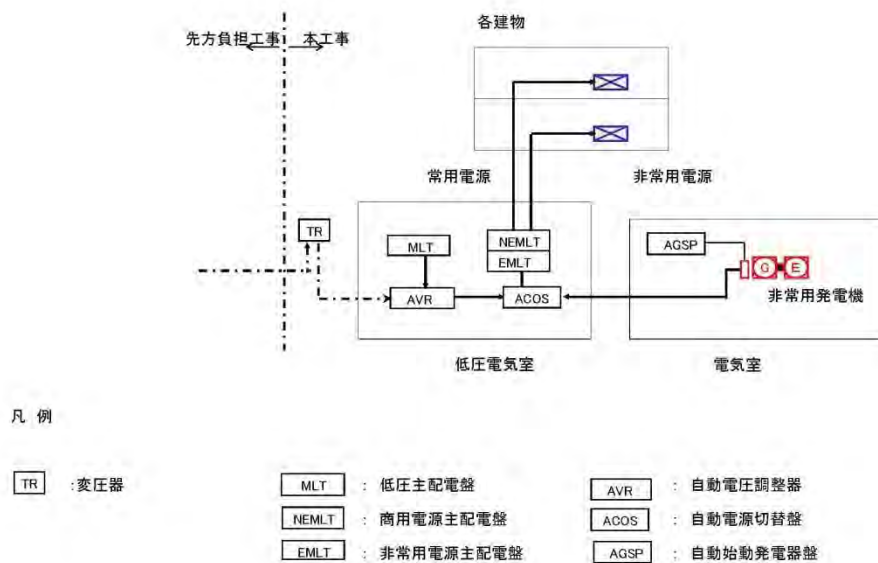 各建物
先方負担工事 本工事
常用電源 非常用電源
TR
MLT
NEMLT
EMLT
AVR
ACOS
AGSP
G E
非常用発電機
低圧電気室
電気室
凡 例
TR :変圧器
MLT : 低圧主配電盤
AVR : 自動電圧調整器
NEMLT : 商用電源主配電盤
ACOS : 自動電源切替盤
EMLT : 非常用電源主配電盤
AGSP : 自動始動発電器盤